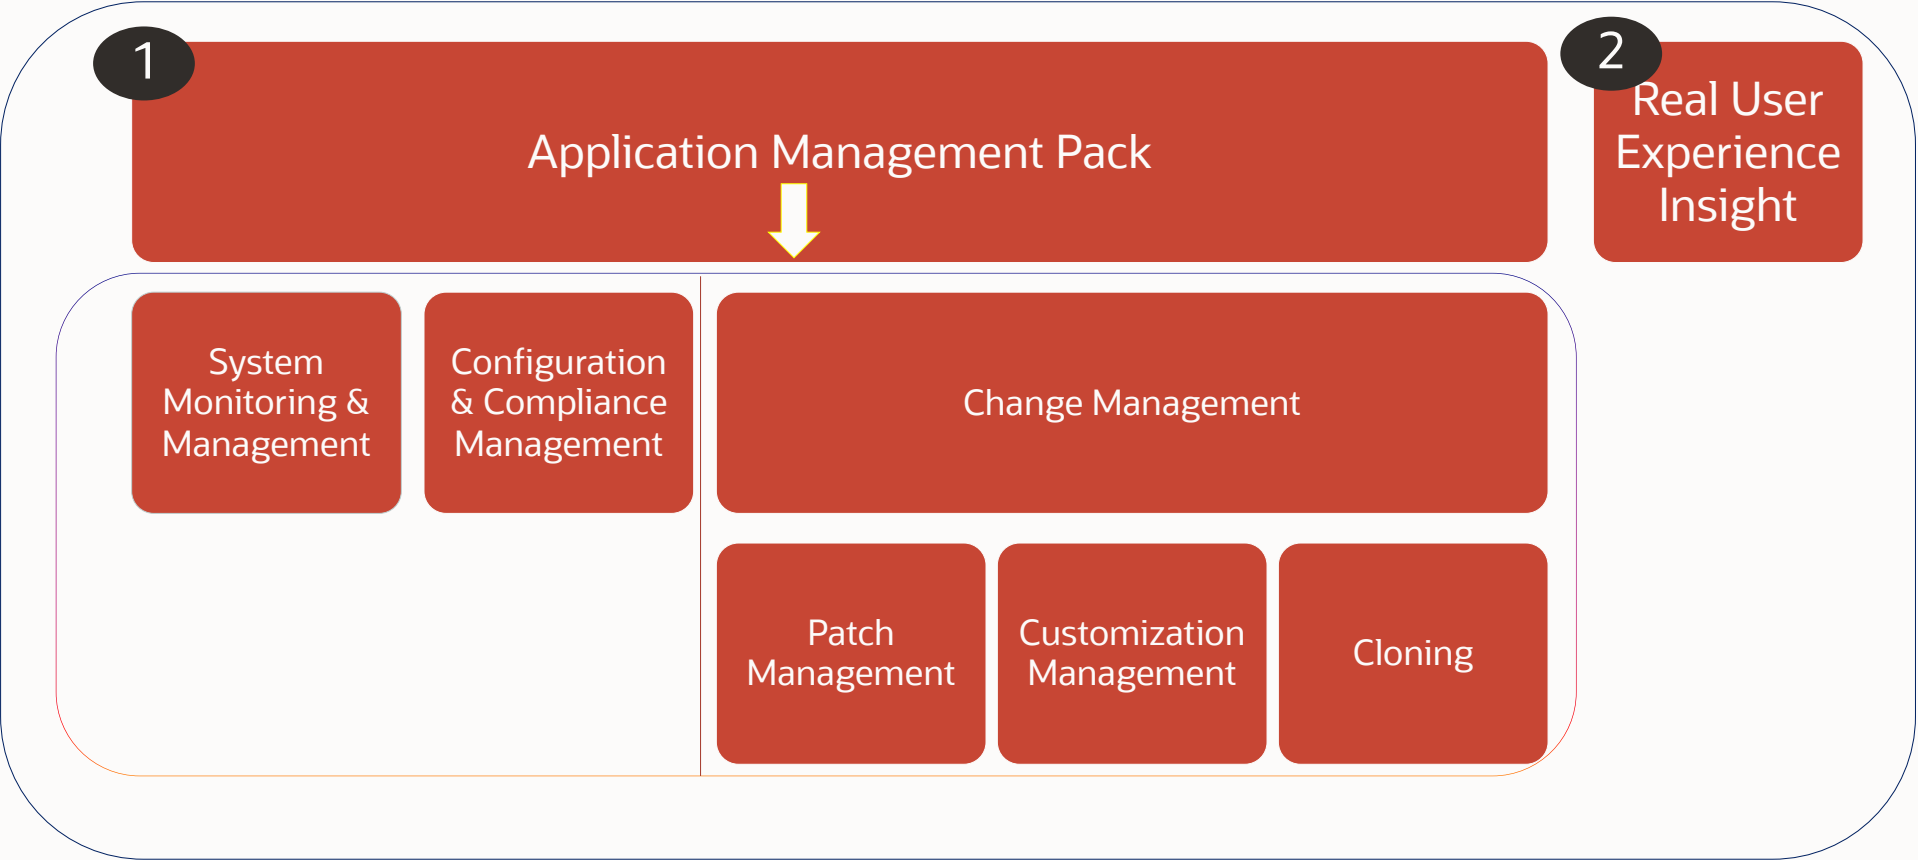 1
Application Management Pack
2
Real User
Experience
Insight
System
Monitoring &
Management
Configuration
& Compliance
Management
Change Management
Patch
Management
Customization
Management
Cloning